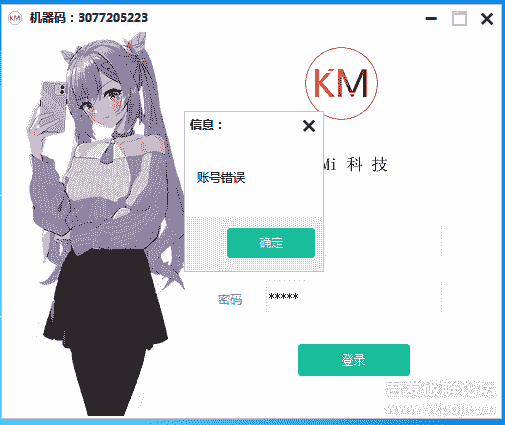 KM 机器码：3077205223
KM
信息：
Mi 科 技
账号错误
确定
密码 *****
登录
吾爱破解论坛
www.52pojie.cn